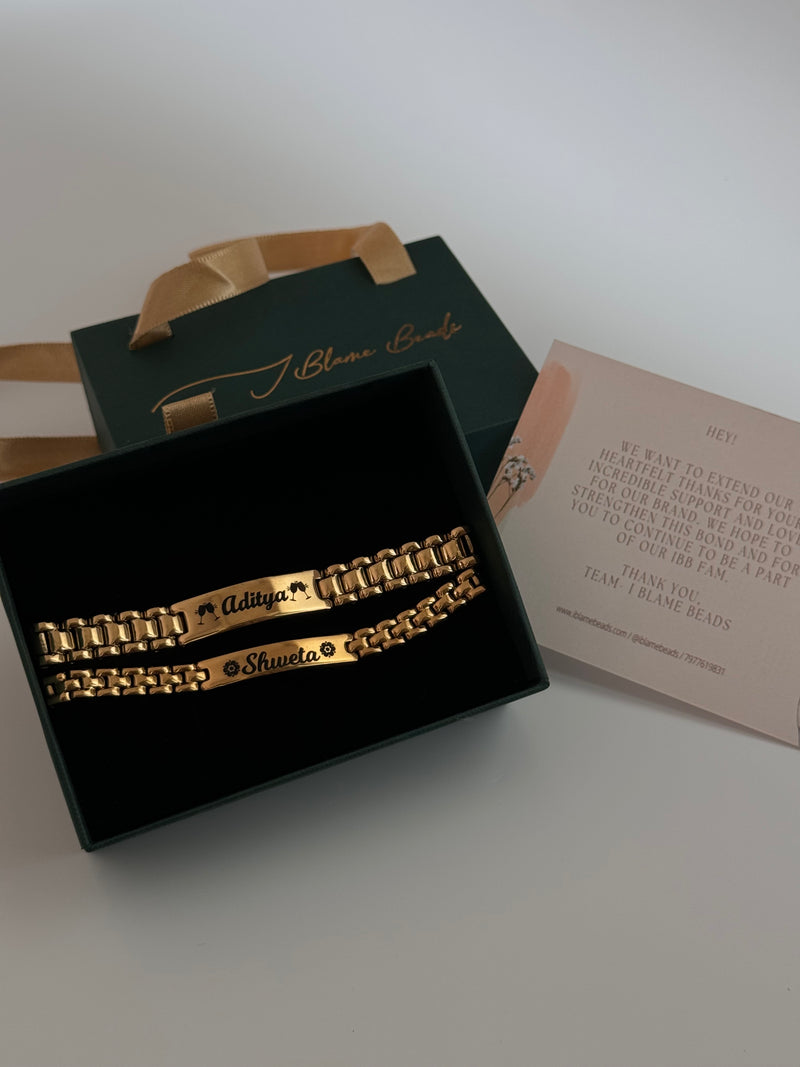 I Blame Beads
Aditya
Shweta
HEY!
WE WANT TO EXTEND OUR
HEARTFELT THANKS FOR YOUR
INCREDIBLE SUPPORT AND LOVE
FOR OUR BRAND. WE HOPE TO
STRENGTHEN THIS BOND AND FOR
YOU TO CONTINUE TO BE A PART
OF OUR IBB FAM.
THANK YOU,
TEAM- I BLAME BEADS
www.iblamebeads.com / @iblamebeads / 7977619831